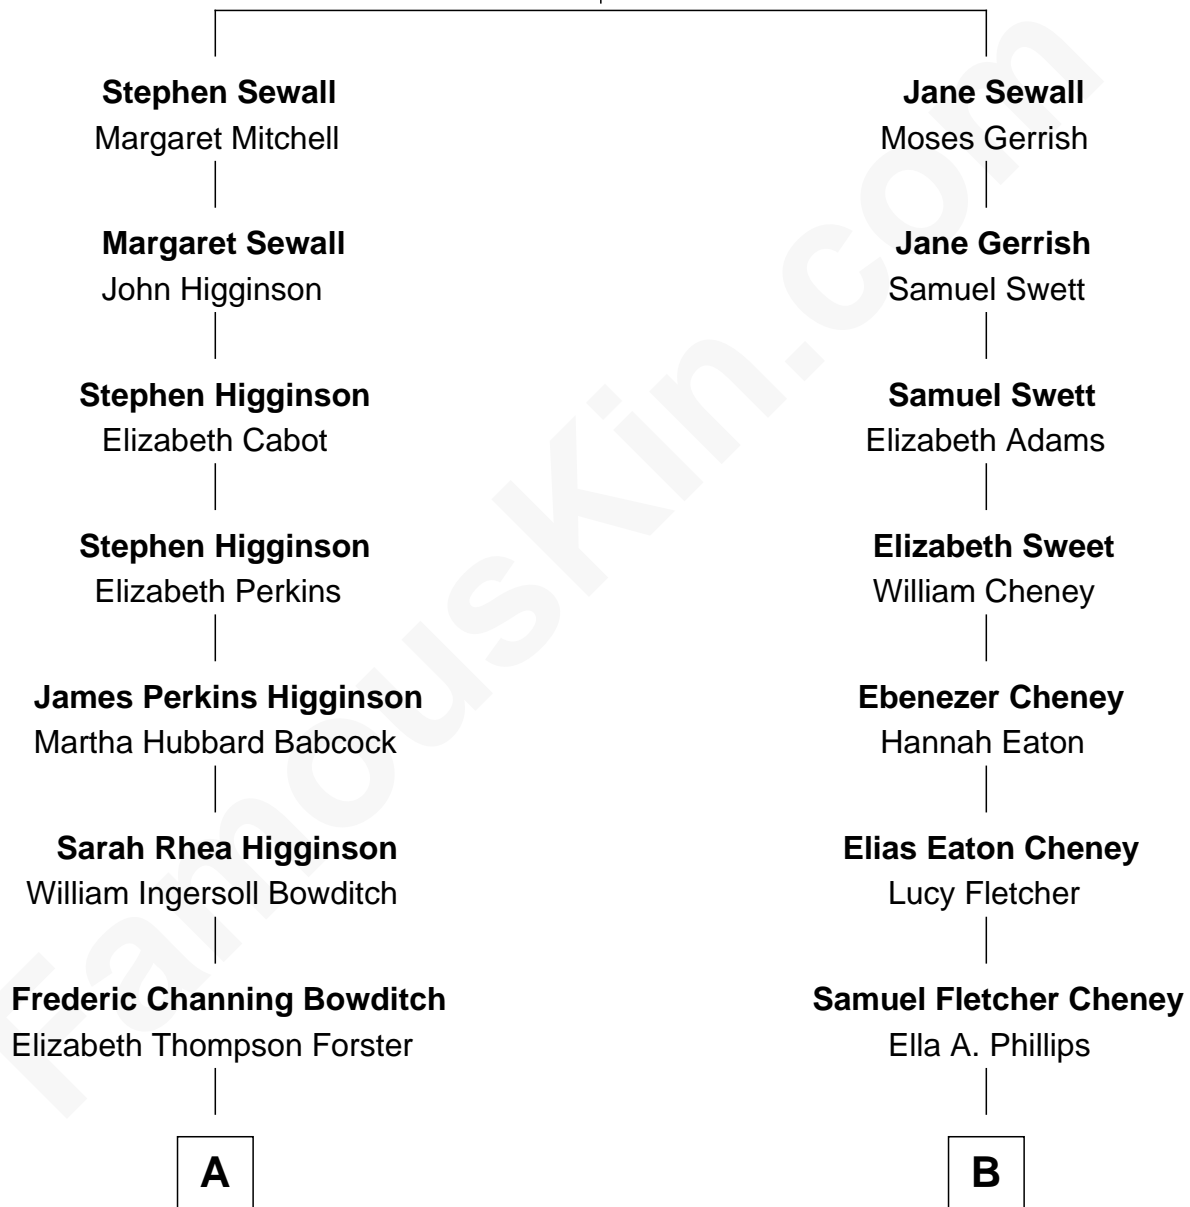 Stephen Sewall
Margaret Mitchell
Margaret Sewall
John Higginson
Stephen Higginson
Elizabeth Cabot
Stephen Higginson
Elizabeth Perkins
James Perkins Higginson
Martha Hubbard Babcock
Sarah Rhea Higginson
William Ingersoll Bowditch
Frederic Channing Bowditch
Elizabeth Thompson Forster
A
Jane Sewall
Moses Gerrish
Jane Gerrish
Samuel Swett
Samuel Swett
Elizabeth Adams
Elizabeth Sweet
William Cheney
Ebenezer Cheney
Hannah Eaton
Elias Eaton Cheney
Lucy Fletcher
Samuel Fletcher Cheney
Ella A. Phillips
B
FamousKin.com